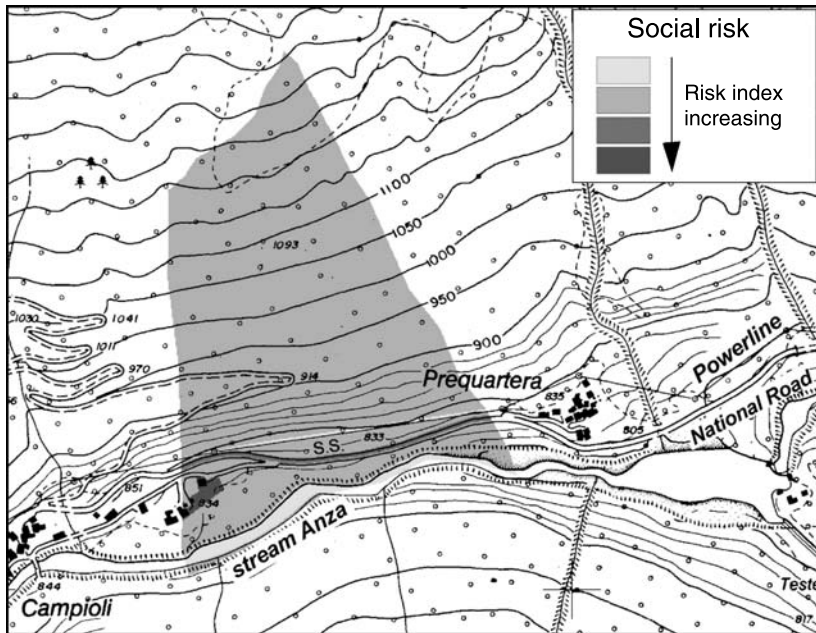 Social risk
Risk index
increasing
1100
1050
1093
1000
950
1030
1041
1011
900
970
914
Prequartera
Powerline
835
National Road
S.S.
833
805
851
834
stream Anza
844
Campioli
Teste
817